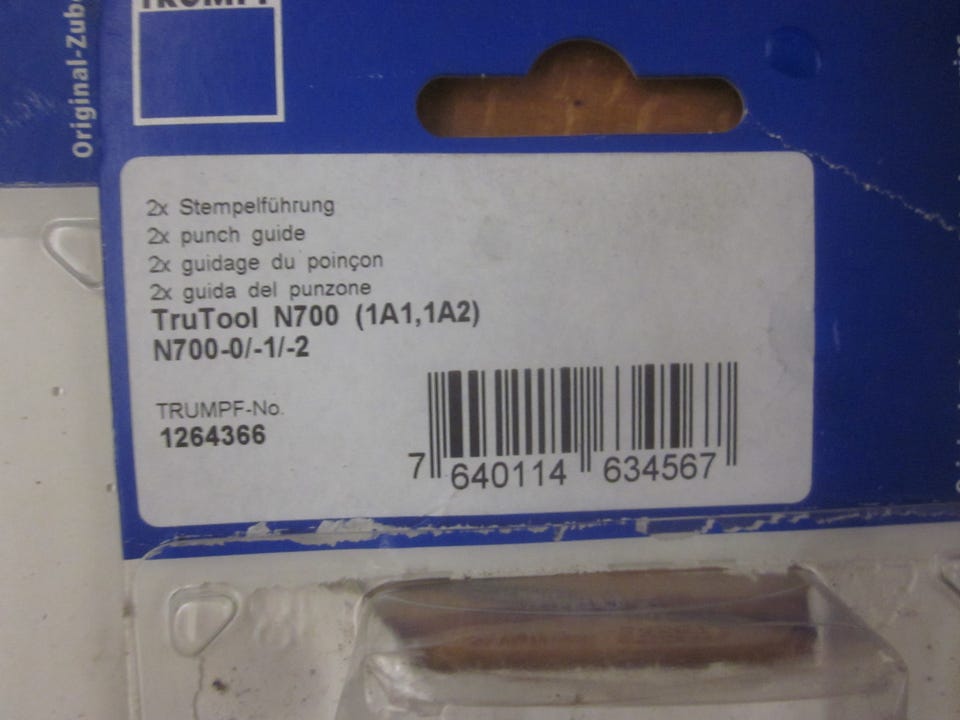 TRUMPF
Original-Zub
2x Stempelführung
2x punch guide
2x guidage du poinçon
2x guida del punzone
TruTool N700 (1A1,1A2)
N700-0/-1/-2
TRUMPF-No.
1264366
7 640114 634567